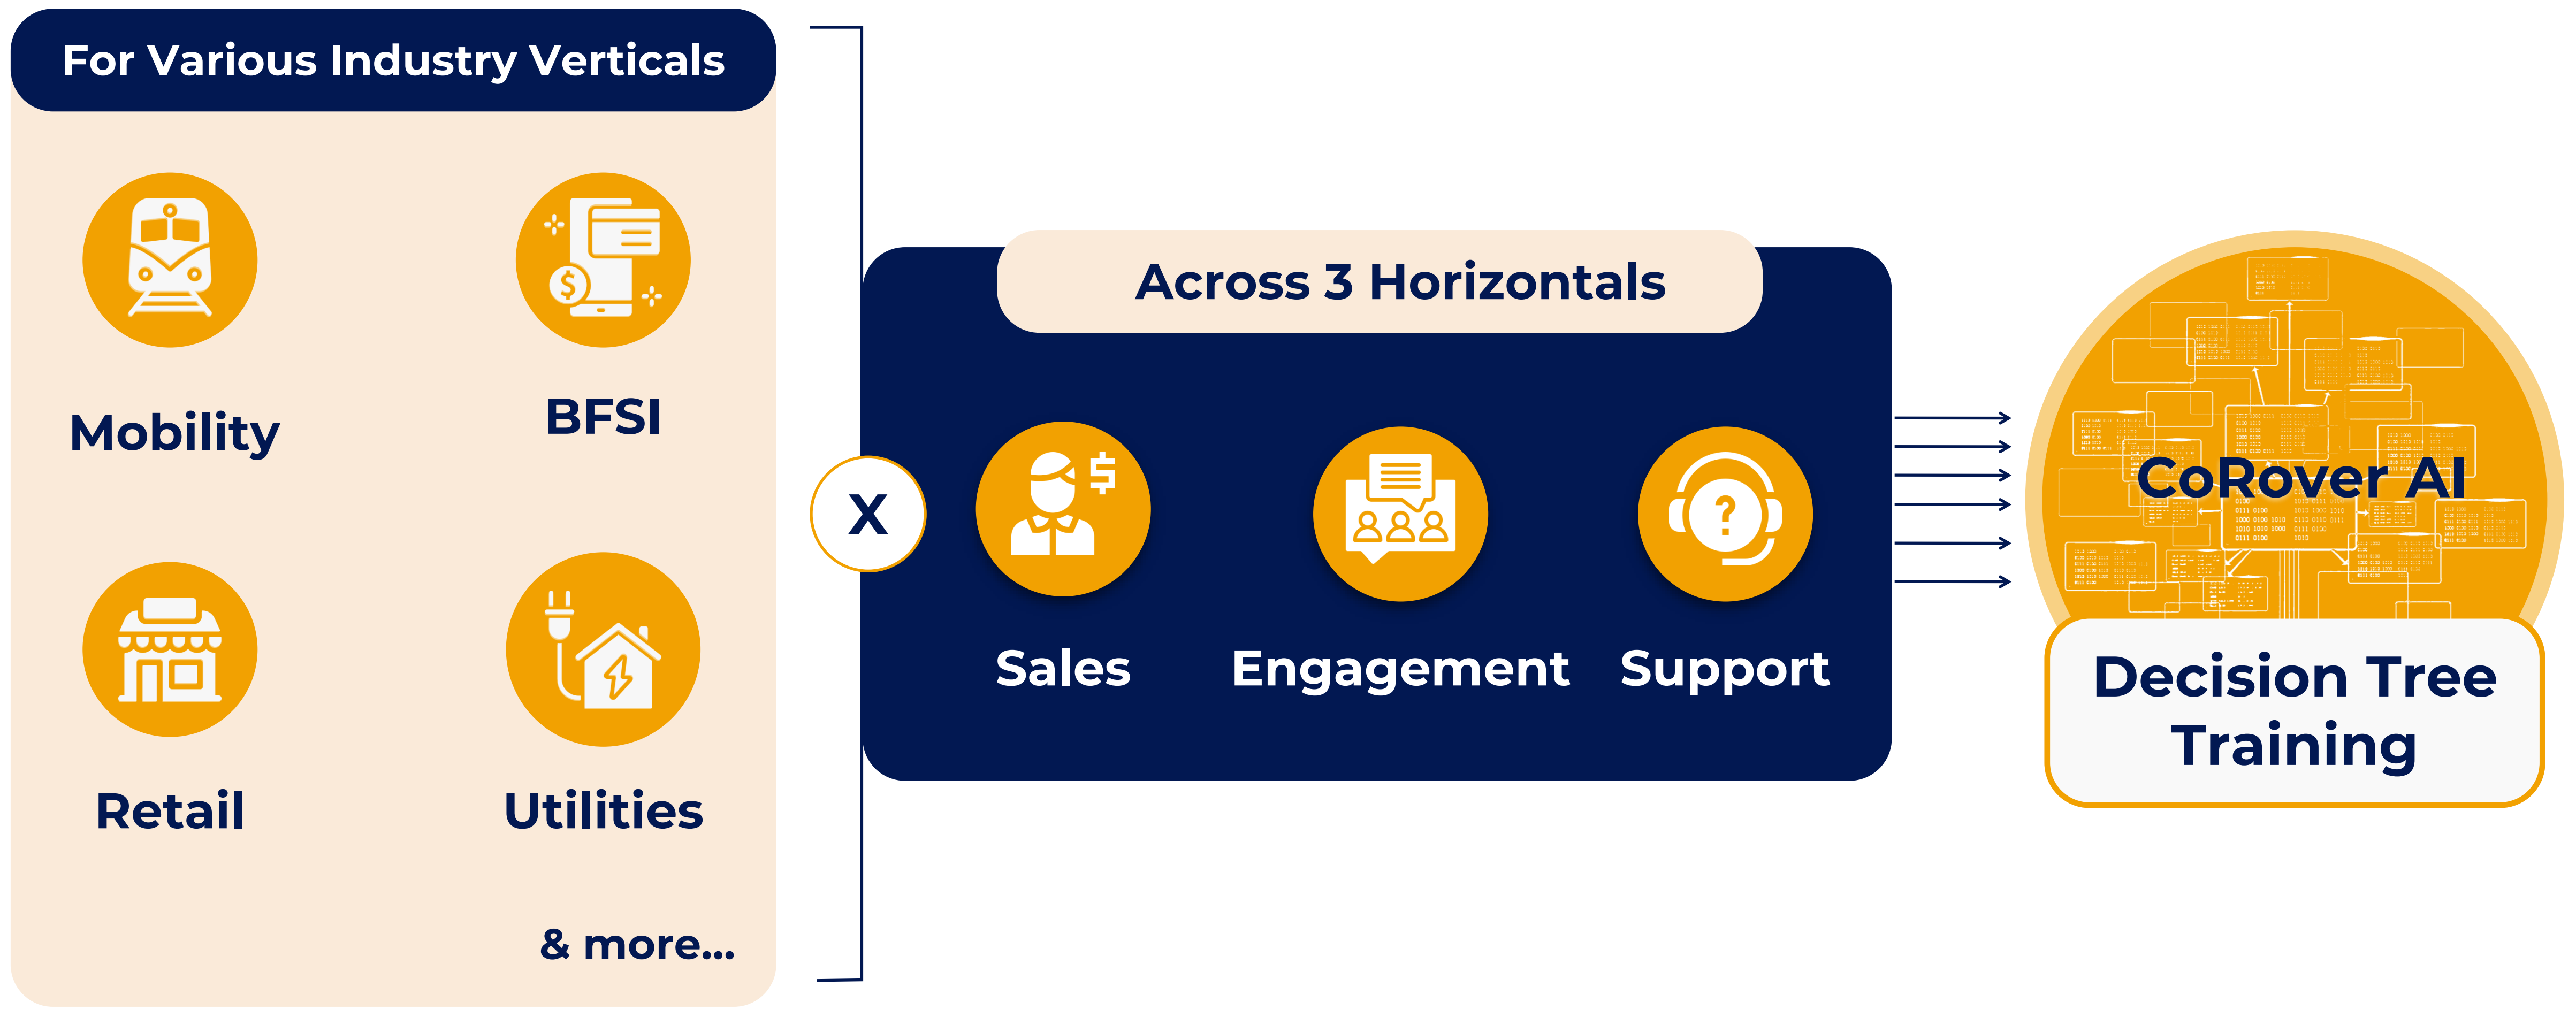 For Various Industry Verticals
Mobility
BFSI
Retail
Utilities
& more...
X
Across 3 Horizontals
$
?
Sales
Engagement
Support
CoRover AI
Decision Tree
Training